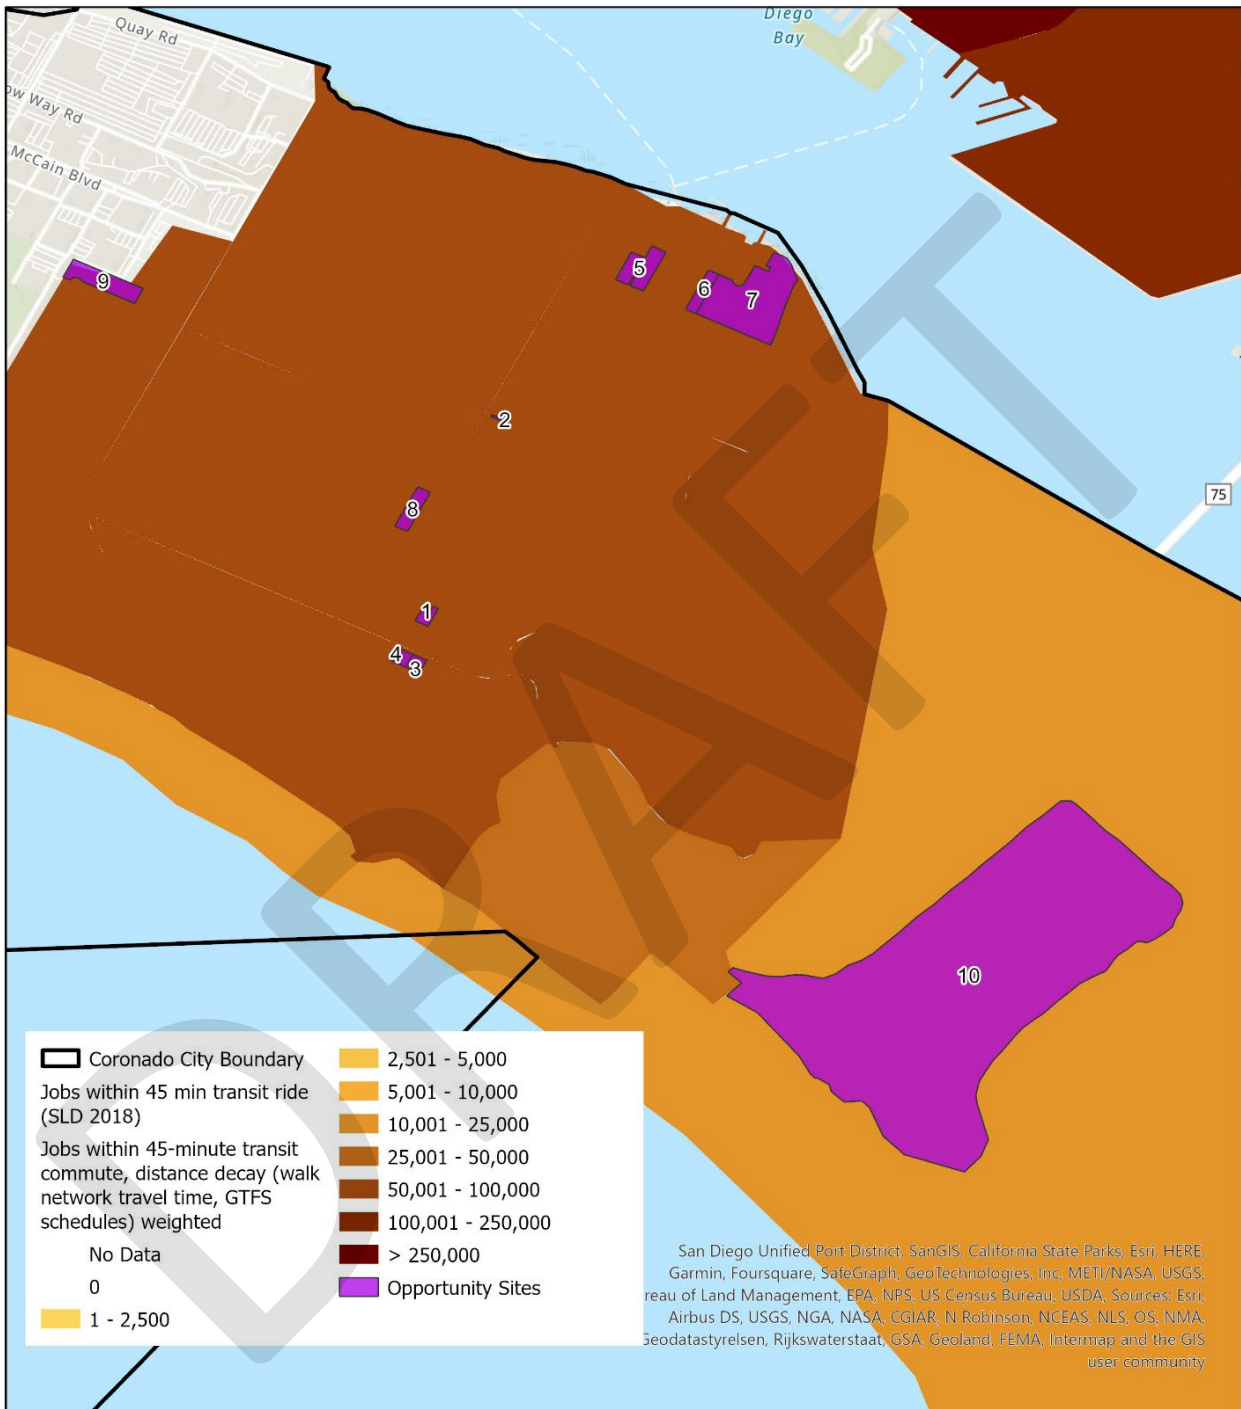 Quay Rd
ow Way Rd
McCain Blvd
Diego
Bay
75
9
5
6
7
2
8
1
4
3
10
DRAFT
Coronado City Boundary
Jobs within 45 min transit ride
(SLD 2018)
Jobs within 45-minute transit
commute, distance decay (walk
network travel time, GTFS
schedules) weighted
No Data
0
1 - 2,500
2,501 - 5,000
5,001 - 10,000
10,001 - 25,000
25,001 - 50,000
50,001 - 100,000
100,001 - 250,000
> 250,000
Opportunity Sites
San Diego Unified Port District, SanGIS, California State Parks, Esri, HERE,
Garmin, Foursquare, SafeGraph, GeoTechnologies, Inc, METI/NASA, USGS,
reau of Land Management, EPA, NPS, US Census Bureau, USDA, Sources: Esri,
Airbus DS, USGS, NGA, NASA, CGIAR, N Robinson, NCEAS, NLS, OS, NMA,
Geodatastyrelsen, Rijkswaterstaat, GSA, Geoland, FEMA, Intermap and the GIS
user community